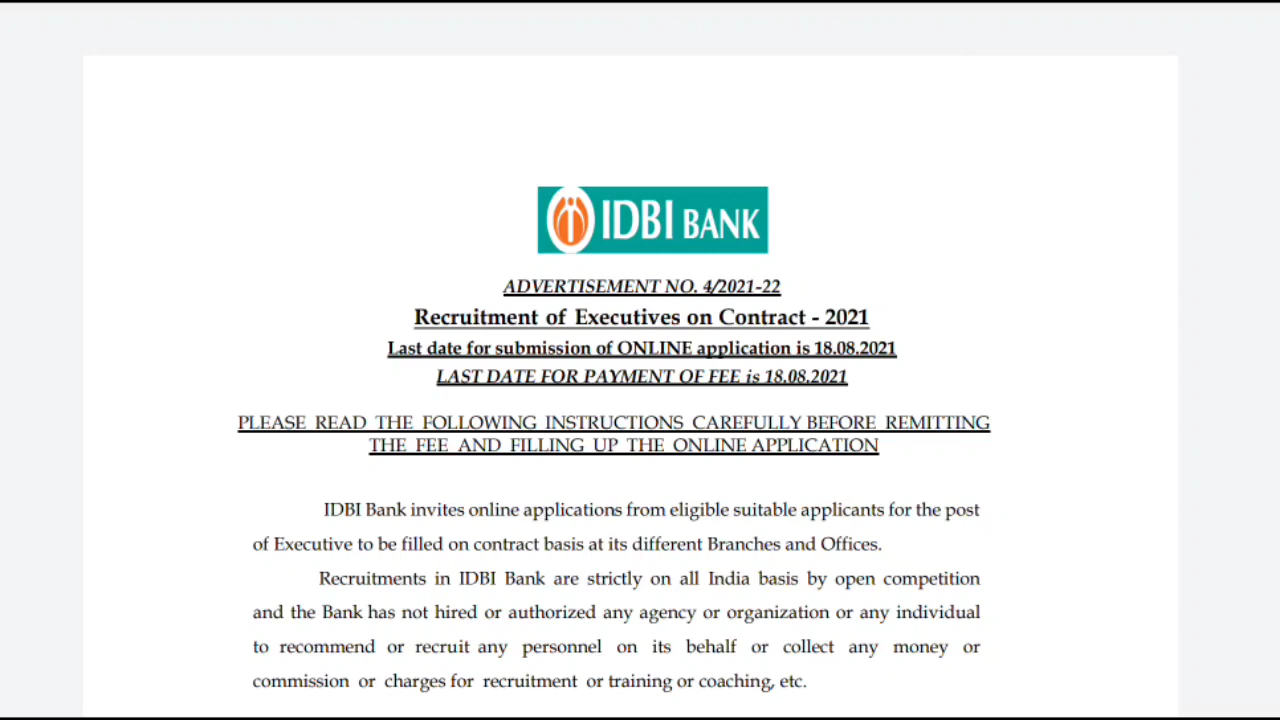 IDBI BANK
ADVERTISEMENT NO. 4/2021-22
Recruitment of Executives on Contract - 2021
Last date for submission of ONLINE application is 18.08.2021
LAST DATE FOR PAYMENT OF FEE is 18.08.2021
PLEASE READ THE FOLLOWING INSTRUCTIONS CAREFULLY BEFORE REMITTING
THE FEE AND FILLING UP THE ONLINE APPLICATION
IDBI Bank invites online applications from eligible suitable applicants for the post
of Executive to be filled on contract basis at its different Branches and Offices.
Recruitments in IDBI Bank are strictly on all India basis by open competition
and the Bank has not hired or authorized any agency or organization or any individual
to recommend or recruit any personnel on its behalf or collect any money or
commission or charges for recruitment or training or coaching, etc.